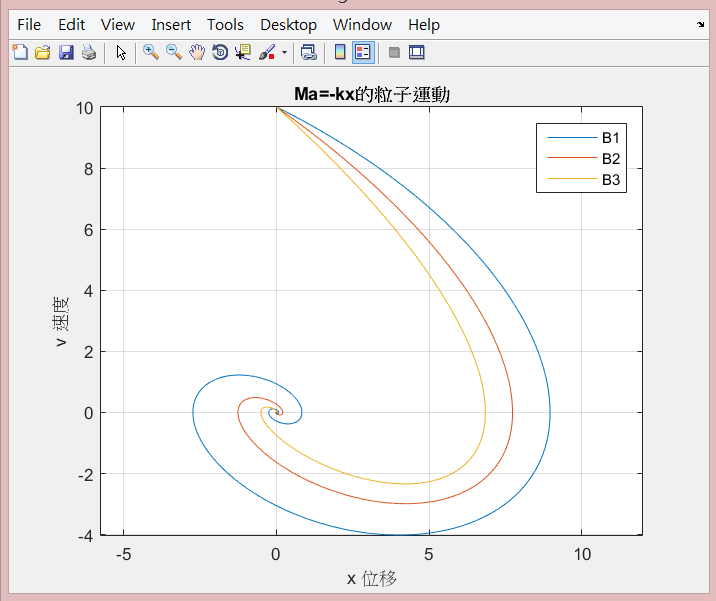 File Edit View Insert Tools Desktop Window Help
Ma=-kx的粒子運動
B1
B2
B3
10
8
6
4
2
0
-2
-4
v 速度
-5 0 5 10
x 位移